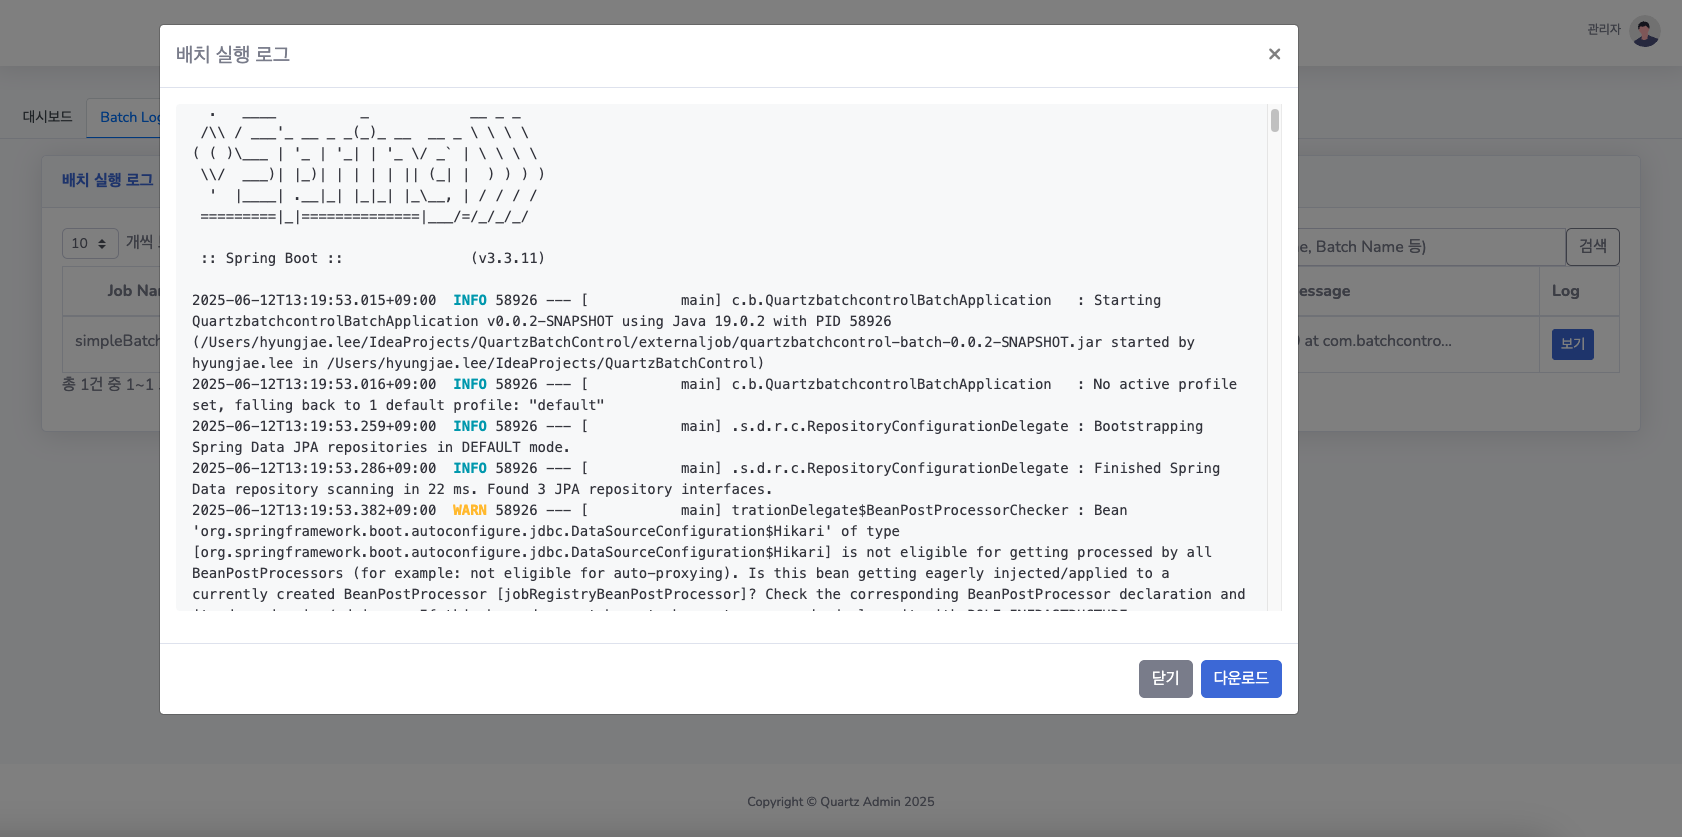 관리자
배치 실행 로그
×
대시보드
Batch Log
  .   ____          _            __ _ _
 /\\ / ___'_ __ _ _(_)_ __  __ _ \ \ \ \
( ( )\___ | '_ | '_| | '_ \/ _` | \ \ \ \
 \\/  ___)| |_)| | | | | || (_| |  ) ) ) )
  '  |____| .__|_| |_|_| |_\__, | / / / /
 =========|_|==============|___/=/_/_/_/
 :: Spring Boot ::               (v3.3.11)
2025-06-12T13:19:53.015+09:00  INFO 58926 --- [           main] c.b.QuartzbatchcontrolBatchApplication   : Starting
QuartzbatchcontrolBatchApplication v0.0.2-SNAPSHOT using Java 19.0.2 with PID 58926
(/Users/hyungjae.lee/IdeaProjects/QuartzBatchControl/externaljob/quartzbatchcontrol-batch-0.0.2-SNAPSHOT.jar started by
hyungjae.lee in /Users/hyungjae.lee/IdeaProjects/QuartzBatchControl)
2025-06-12T13:19:53.016+09:00  INFO 58926 --- [           main] c.b.QuartzbatchcontrolBatchApplication   : No active profile
set, falling back to 1 default profile: "default"
2025-06-12T13:19:53.259+09:00  INFO 58926 --- [           main] .s.d.r.c.RepositoryConfigurationDelegate : Bootstrapping
Spring Data JPA repositories in DEFAULT mode.
2025-06-12T13:19:53.286+09:00  INFO 58926 --- [           main] .s.d.r.c.RepositoryConfigurationDelegate : Finished Spring
Data repository scanning in 22 ms. Found 3 JPA repository interfaces.
2025-06-12T13:19:53.382+09:00  WARN 58926 --- [           main] trationDelegate$BeanPostProcessorChecker : Bean
'org.springframework.boot.autoconfigure.jdbc.DataSourceConfiguration$Hikari' of type
[org.springframework.boot.autoconfigure.jdbc.DataSourceConfiguration$Hikari] is not eligible for getting processed by all
BeanPostProcessors (for example: not eligible for auto-proxying). Is this bean getting eagerly injected/applied to a
currently created BeanPostProcessor [jobRegistryBeanPostProcessor]? Check the corresponding BeanPostProcessor declaration and
배치 실행 로그
10 개씩
e, Batch Name 등) 검색
Job Nam
essage Log
simpleBatch
at com.batchcontro... 보기
총 1건 중 1~1
닫기 다운로드
Copyright © Quartz Admin 2025